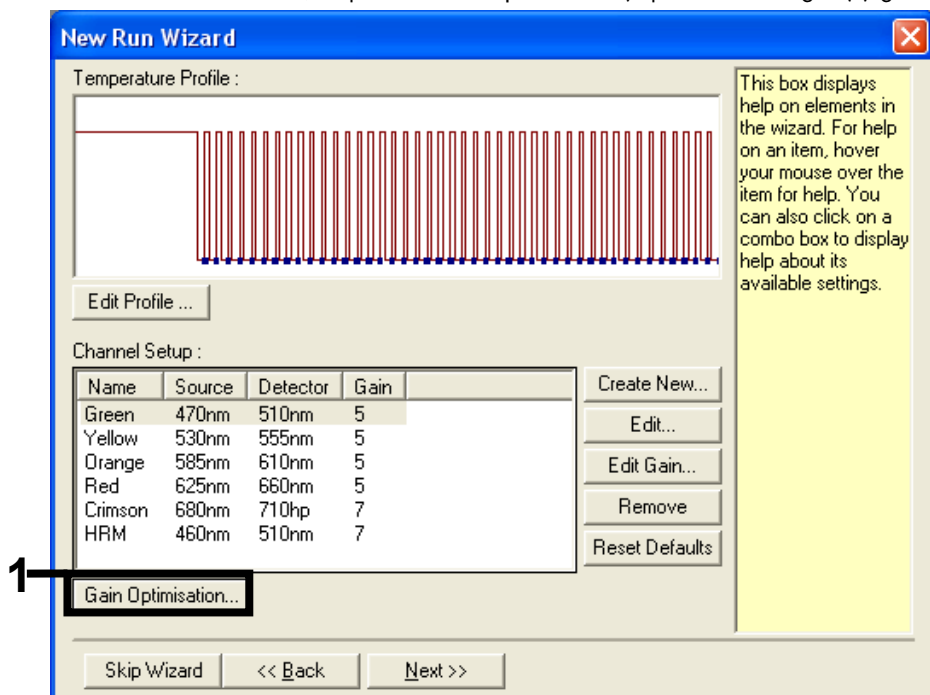 New Run Wizard
Temperature Profile :
This box displays
help on elements in
the wizard. For help
on an item, hover
your mouse over the
item for help. You
can also click on a
combo box to display
help about its
available settings.
Edit Profile ...
Channel Setup :
Name Source Detector Gain
Green 470nm 510nm 5
Yellow 530nm 555nm 5
Orange 585nm 610nm 5
Red 625nm 660nm 5
Crimson 680nm 710hp 7
HRM 460nm 510nm 7
Create New...
Edit...
Edit Gain...
Remove
Reset Defaults
1
Gain Optimisation...
Skip Wizard << Back Next >>